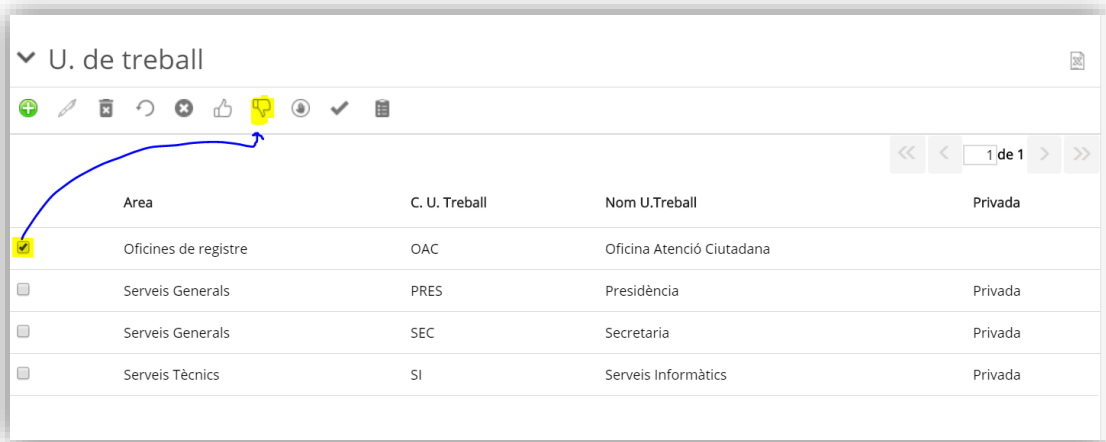 U. de treball
1 de 1
Area C. U. Treball Nom U.Treball Privada
Oficines de registre OAC Oficina Atenció Ciutadana
Serveis Generals PRES Presidència Privada
Serveis Generals SEC Secretaria Privada
Serveis Tècnics SI Serveis Informàtics Privada